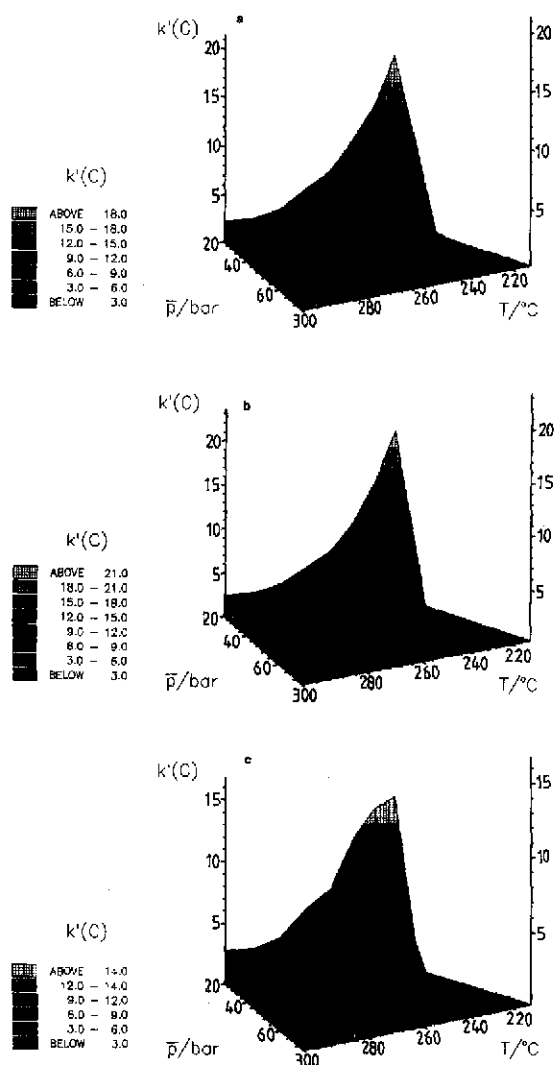 a
k'(C)
20
15
10
5
20
40
60
p̅/bar
300
280
260
240
220
T/°C
20
15
10
5
k'(C)
ABOVE 18.0
15.0 – 18.0
12.0 – 15.0
9.0 – 12.0
6.0 – 9.0
3.0 – 6.0
BELOW 3.0
b
k'(C)
20
15
10
5
20
40
60
p̅/bar
300
280
260
240
220
T/°C
20
15
10
5
k'(C)
ABOVE 21.0
18.0 – 21.0
15.0 – 18.0
12.0 – 15.0
9.0 – 12.0
6.0 – 9.0
3.0 – 6.0
BELOW 3.0
c
k'(C)
15
10
5
20
40
60
p̅/bar
300
280
260
240
220
T/°C
15
10
5
k'(C)
ABOVE 14.0
12.0 – 14.0
9.0 – 12.0
6.0 – 9.0
3.0 – 6.0
BELOW 3.0